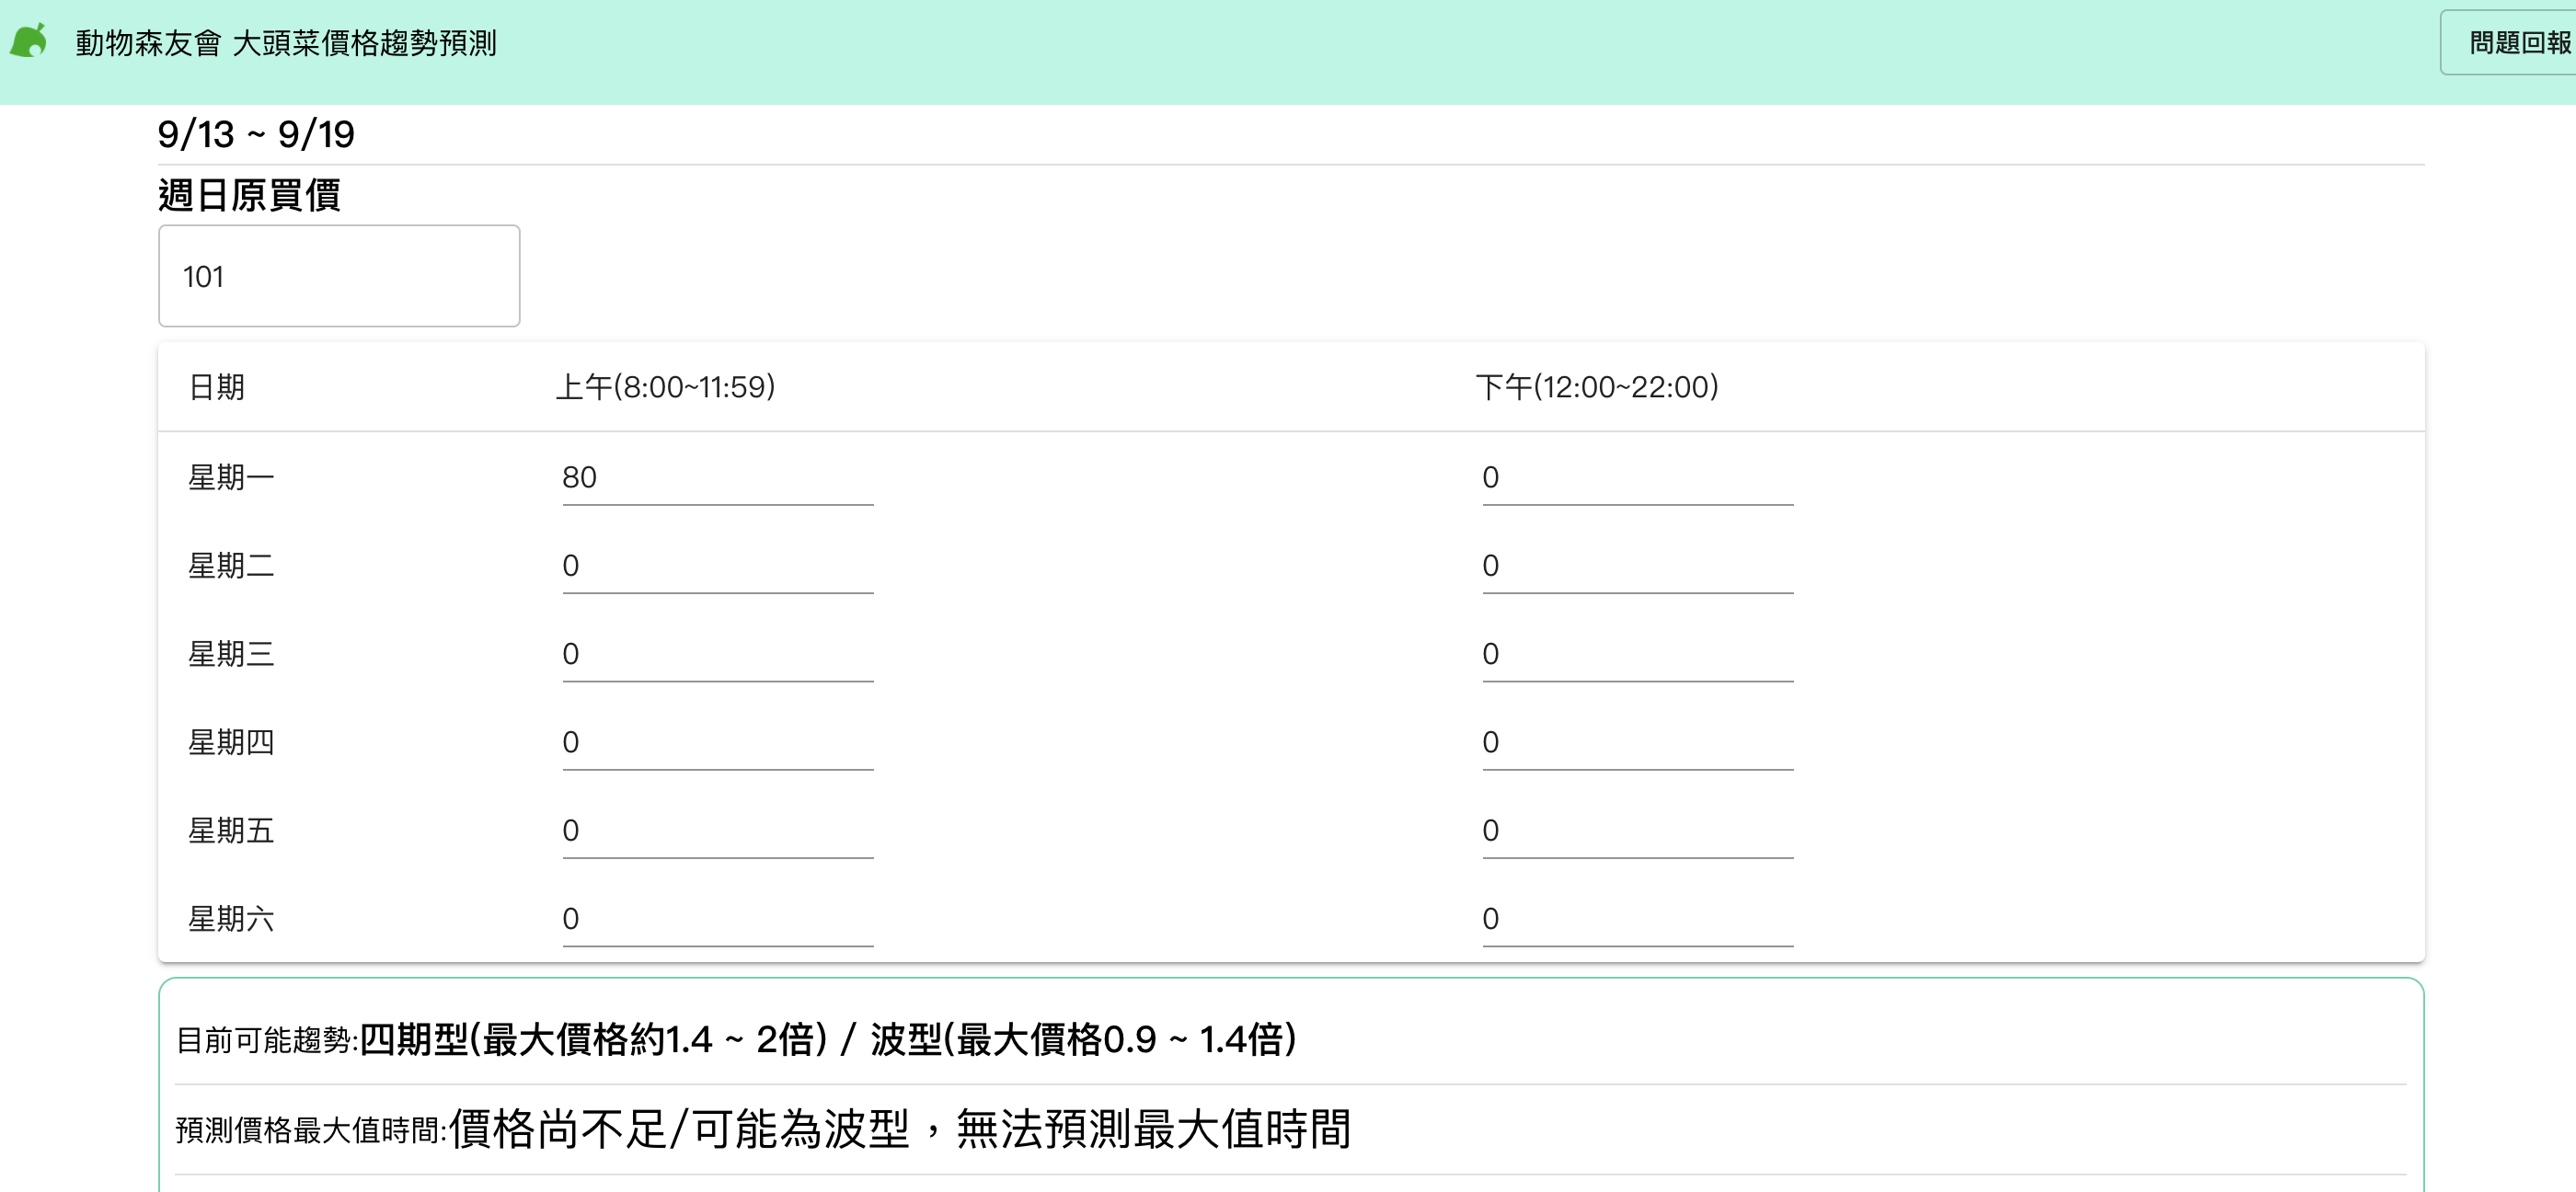 動物森友會 大頭菜價格趨勢預測
問題回報
9/13 ~ 9/19
週日原買價
101
日期 上午(8:00~11:59) 下午(12:00~22:00)
星期一 80 0
星期二 0 0
星期三 0 0
星期四 0 0
星期五 0 0
星期六 0 0
目前可能趨勢:四期型(最大價格約1.4 ~ 2倍) / 波型(最大價格0.9 ~ 1.4倍)
預測價格最大值時間:價格尚不足/可能為波型，無法預測最大值時間